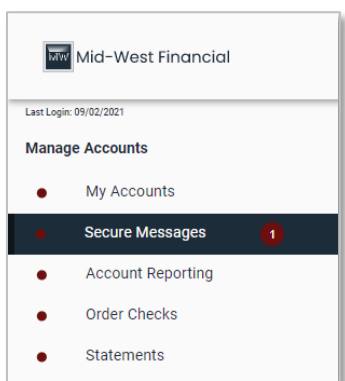 MW Mid-West Financial
Last Login: 09/02/2021
Manage Accounts
My Accounts
Secure Messages 1
Account Reporting
Order Checks
Statements